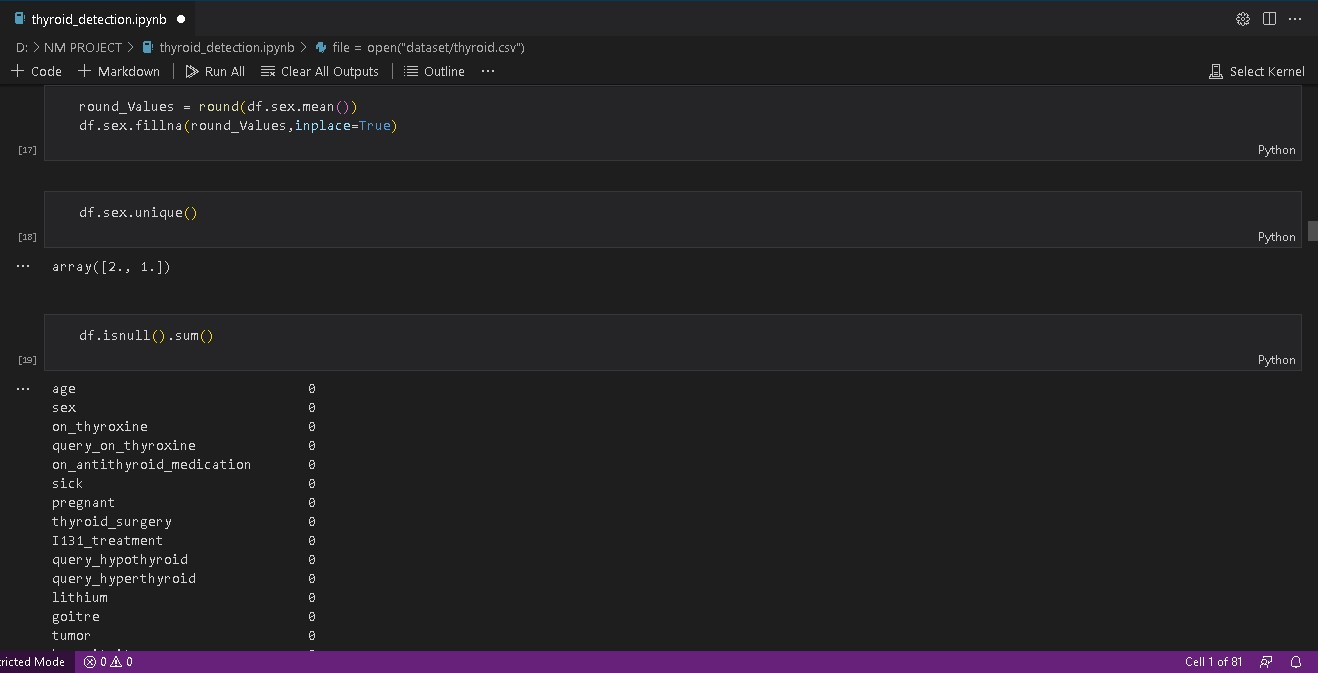 thyroid_detection.ipynb
D: > NM PROJECT > thyroid_detection.ipynb > file = open("dataset/thyroid.csv")
+ Code + Markdown Run All Clear All Outputs Outline ... Select Kernel
round_Values = round(df.sex.mean())
df.sex.fillna(round_Values,inplace=True)
[17] Python
df.sex.unique()
[18] Python
... array([2., 1.])
df.isnull().sum()
[19] Python
... age 0
sex 0
on_thyroxine 0
query_on_thyroxine 0
on_antithyroid_medication 0
sick 0
pregnant 0
thyroid_surgery 0
I131_treatment 0
query_hypothyroid 0
query_hyperthyroid 0
lithium 0
goitre 0
tumor 0
ricted Mode 0 0 Cell 1 of 81